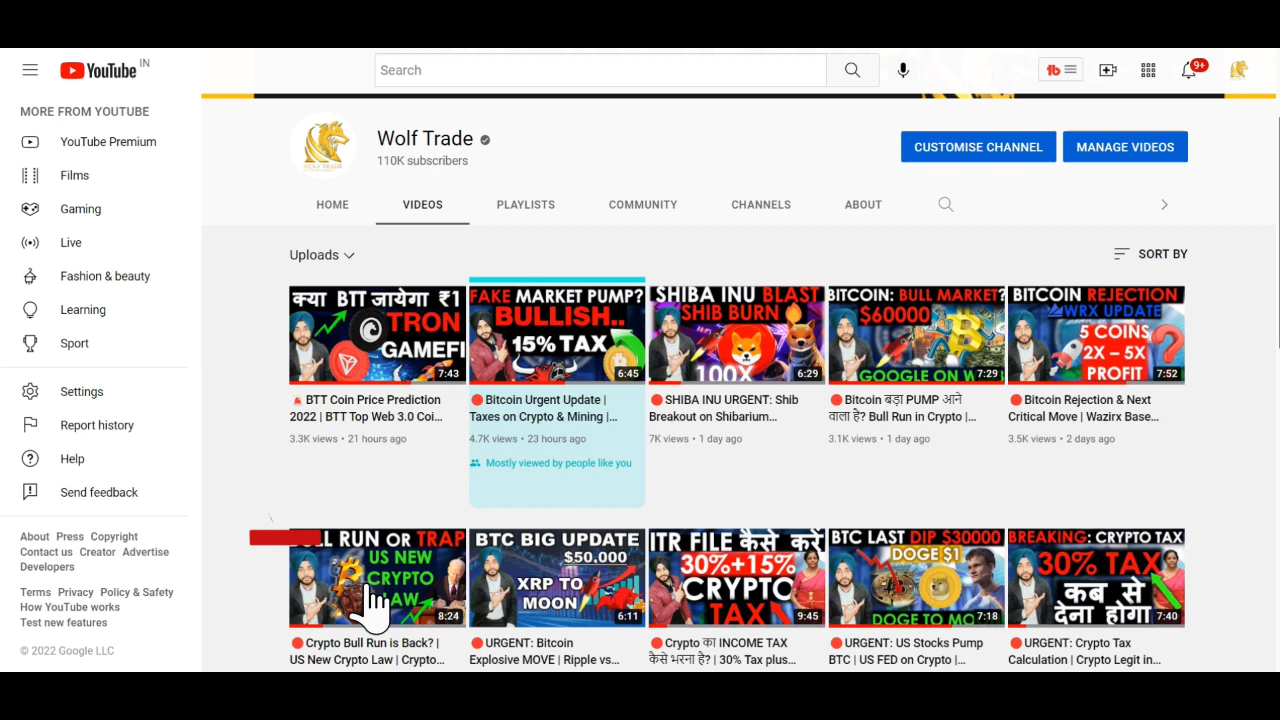 YouTube IN
Search
9+
MORE FROM YOUTUBE
YouTube Premium
Films
Gaming
Live
Fashion & beauty
Learning
Sport
Settings
Report history
Help
Send feedback
About Press Copyright
Contact us Creator Advertise
Developers
Terms Privacy Policy & Safety
How YouTube works
Test new features
© 2022 Google LLC
Wolf Trade
110K subscribers
CUSTOMISE CHANNEL
MANAGE VIDEOS
HOME
VIDEOS
PLAYLISTS
COMMUNITY
CHANNELS
ABOUT
Uploads
SORT BY
क्या BTT जायेगा ₹1
TRON
GAMEFI
7:43
BTT Coin Price Prediction
2022 | BTT Top Web 3.0 Coi...
3.3K views • 21 hours ago
FAKE MARKET PUMP?
BULLISH..
15% TAX
6:45
Bitcoin Urgent Update |
Taxes on Crypto & Mining |...
4.7K views • 23 hours ago
Mostly viewed by people like you
SHIBA INU BLAST
SHIB BURN
100X
6:29
SHIBA INU URGENT: Shib
Breakout on Shibarium...
7K views • 1 day ago
BITCOIN: BULL MARKET?
$60000
GOOGLE ON W
7:29
Bitcoin बड़ा PUMP आने
वाला है? Bull Run in Crypto |...
3.1K views • 1 day ago
BITCOIN REJECTION
WRX UPDATE
5 COINS
2X – 5X
PROFIT
7:52
Bitcoin Rejection & Next
Critical Move | Wazirx Base...
3.5K views • 2 days ago
RUN OR TRAP
US NEW
CRYPTO
LAW
8:24
Crypto Bull Run is Back? |
US New Crypto Law | Crypto...
BTC BIG UPDATE
$50.000
XRP TO
MOON
6:11
URGENT: Bitcoin
Explosive MOVE | Ripple vs...
ITR FILE कैसे करें
30%+15%
CRYPTO
TAX
9:45
Crypto का INCOME TAX
कैसे भरना है? | 30% Tax plus...
BTC LAST DIP $30000
DOGE $1
DOGE TO M
7:18
URGENT: US Stocks Pump
BTC | US FED on Crypto |...
BREAKING: CRYPTO TAX
30% TAX
कब से
देना होगा
7:40
URGENT: Crypto Tax
Calculation | Crypto Legit in...